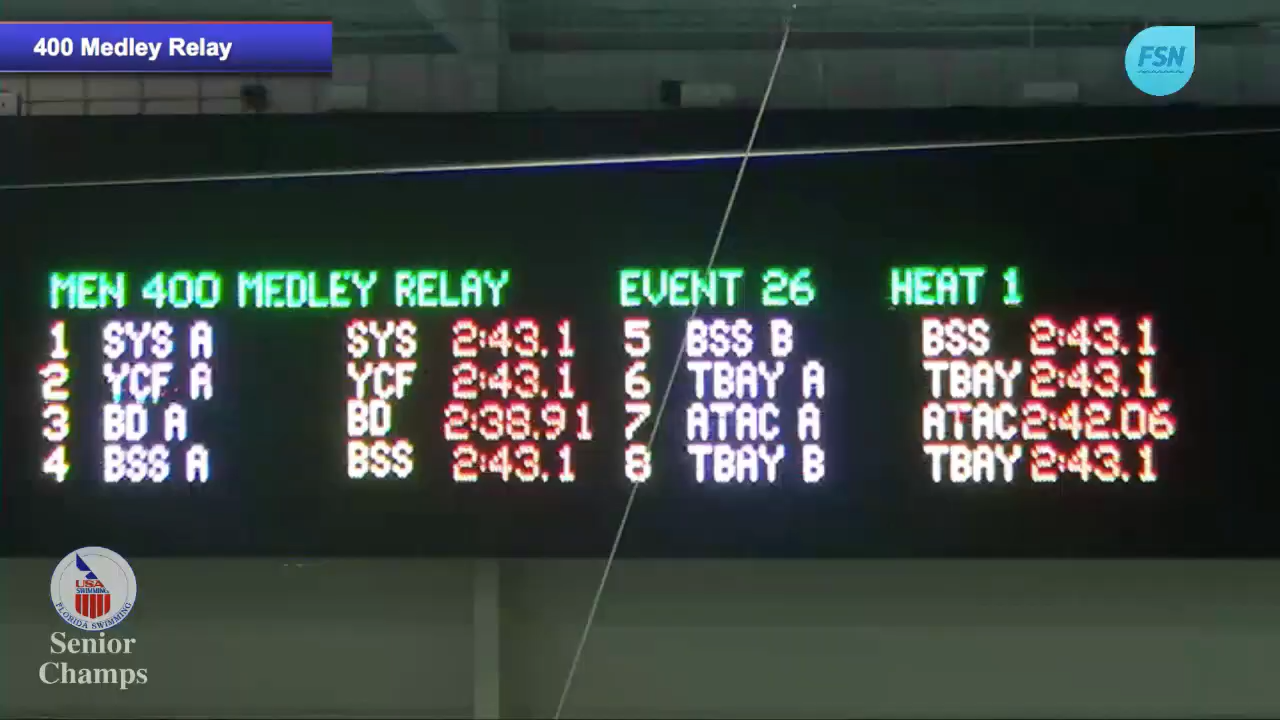 400 Medley Relay
FSN
MEN 400 MEDLEY RELAY EVENT 26 HEAT 1
1 SYS A SYS 2:43.1 5 BSS B BSS 2:43.1
2 YCF A YCF 2:43.1 6 TBAY A TBAY 2:43.1
3 BD A BD 2:38.91 7 ATAC A ATAC 2:42.06
4 BSS A BSS 2:43.1 8 TBAY B TBAY 2:43.1
USA
SWIMMING
FLORIDA SWIMMING
Senior
Champs